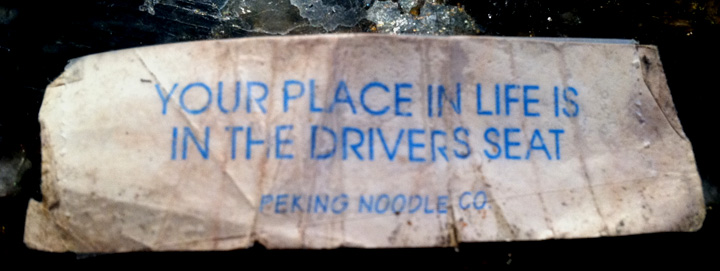 YOUR PLACE IN LIFE IS
IN THE DRIVERS SEAT
PEKING NOODLE CO